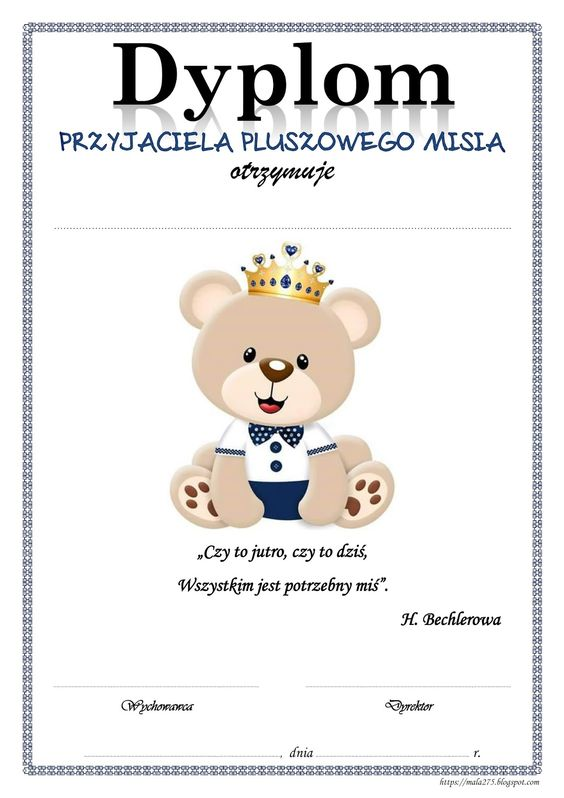 Dyplom
PRZYJACIELA PLUSZOWEGO MISIA
otrzymuje
„Czy to jutro, czy to dziś,
Wszystkim jest potrzebny miś”.
H. Bechlerowa
Wychowawca Dyrektor
, dnia r.
https://mala275.blogspot.com